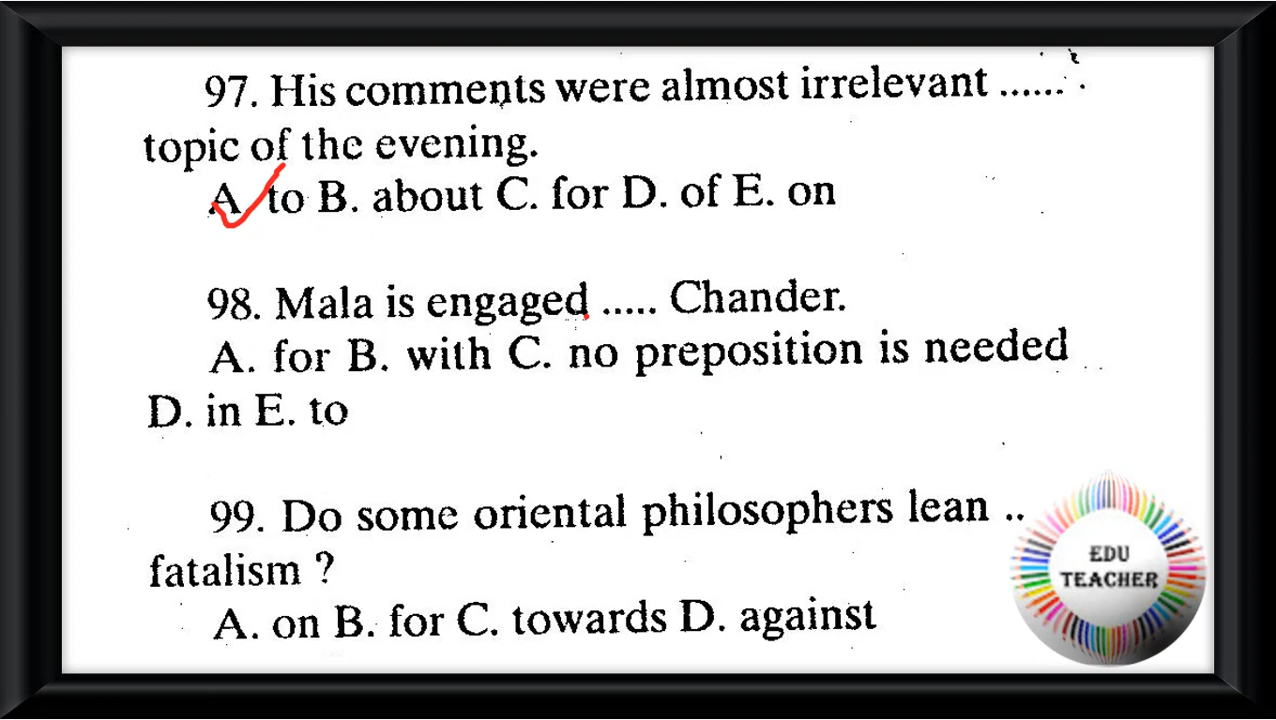 97. His comments were almost irrelevant ......
topic of the evening.
A. to B. about C. for D. of E. on
98. Mala is engaged ..... Chander.
A. for B. with C. no preposition is needed
D. in E. to
99. Do some oriental philosophers lean ..
fatalism ?
A. on B. for C. towards D. against
EDU
TEACHER